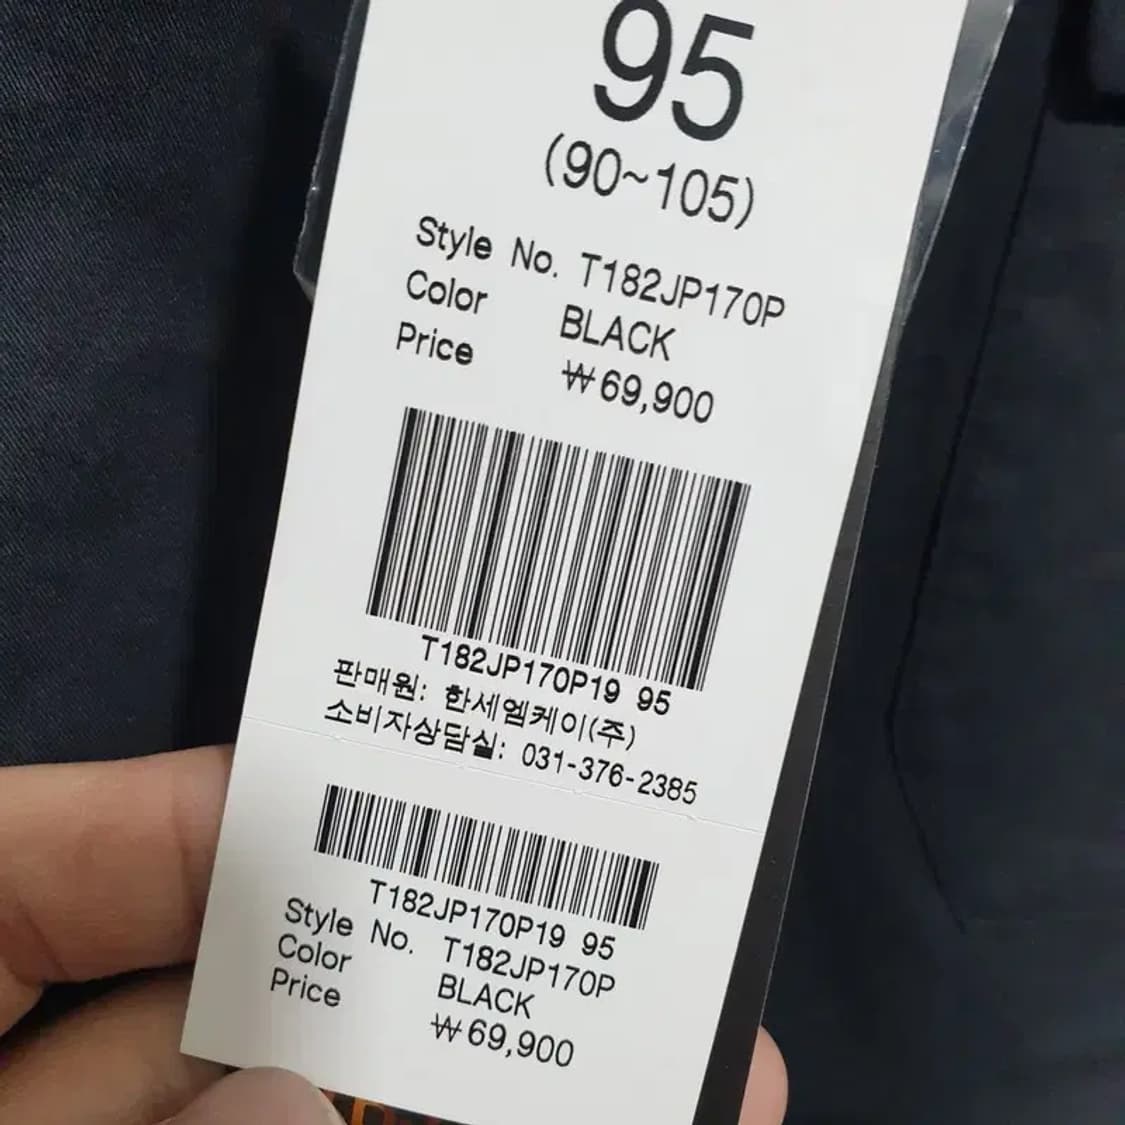 95
(90~105)
Style No. T182JP170P
Color BLACK
Price ₩69,900
T182JP170P19 95
판매원: 한세엠케이(주)
소비자상담실: 031-376-2385
T182JP170P19 95
Style No. T182JP170P
Color BLACK
Price ₩69,900